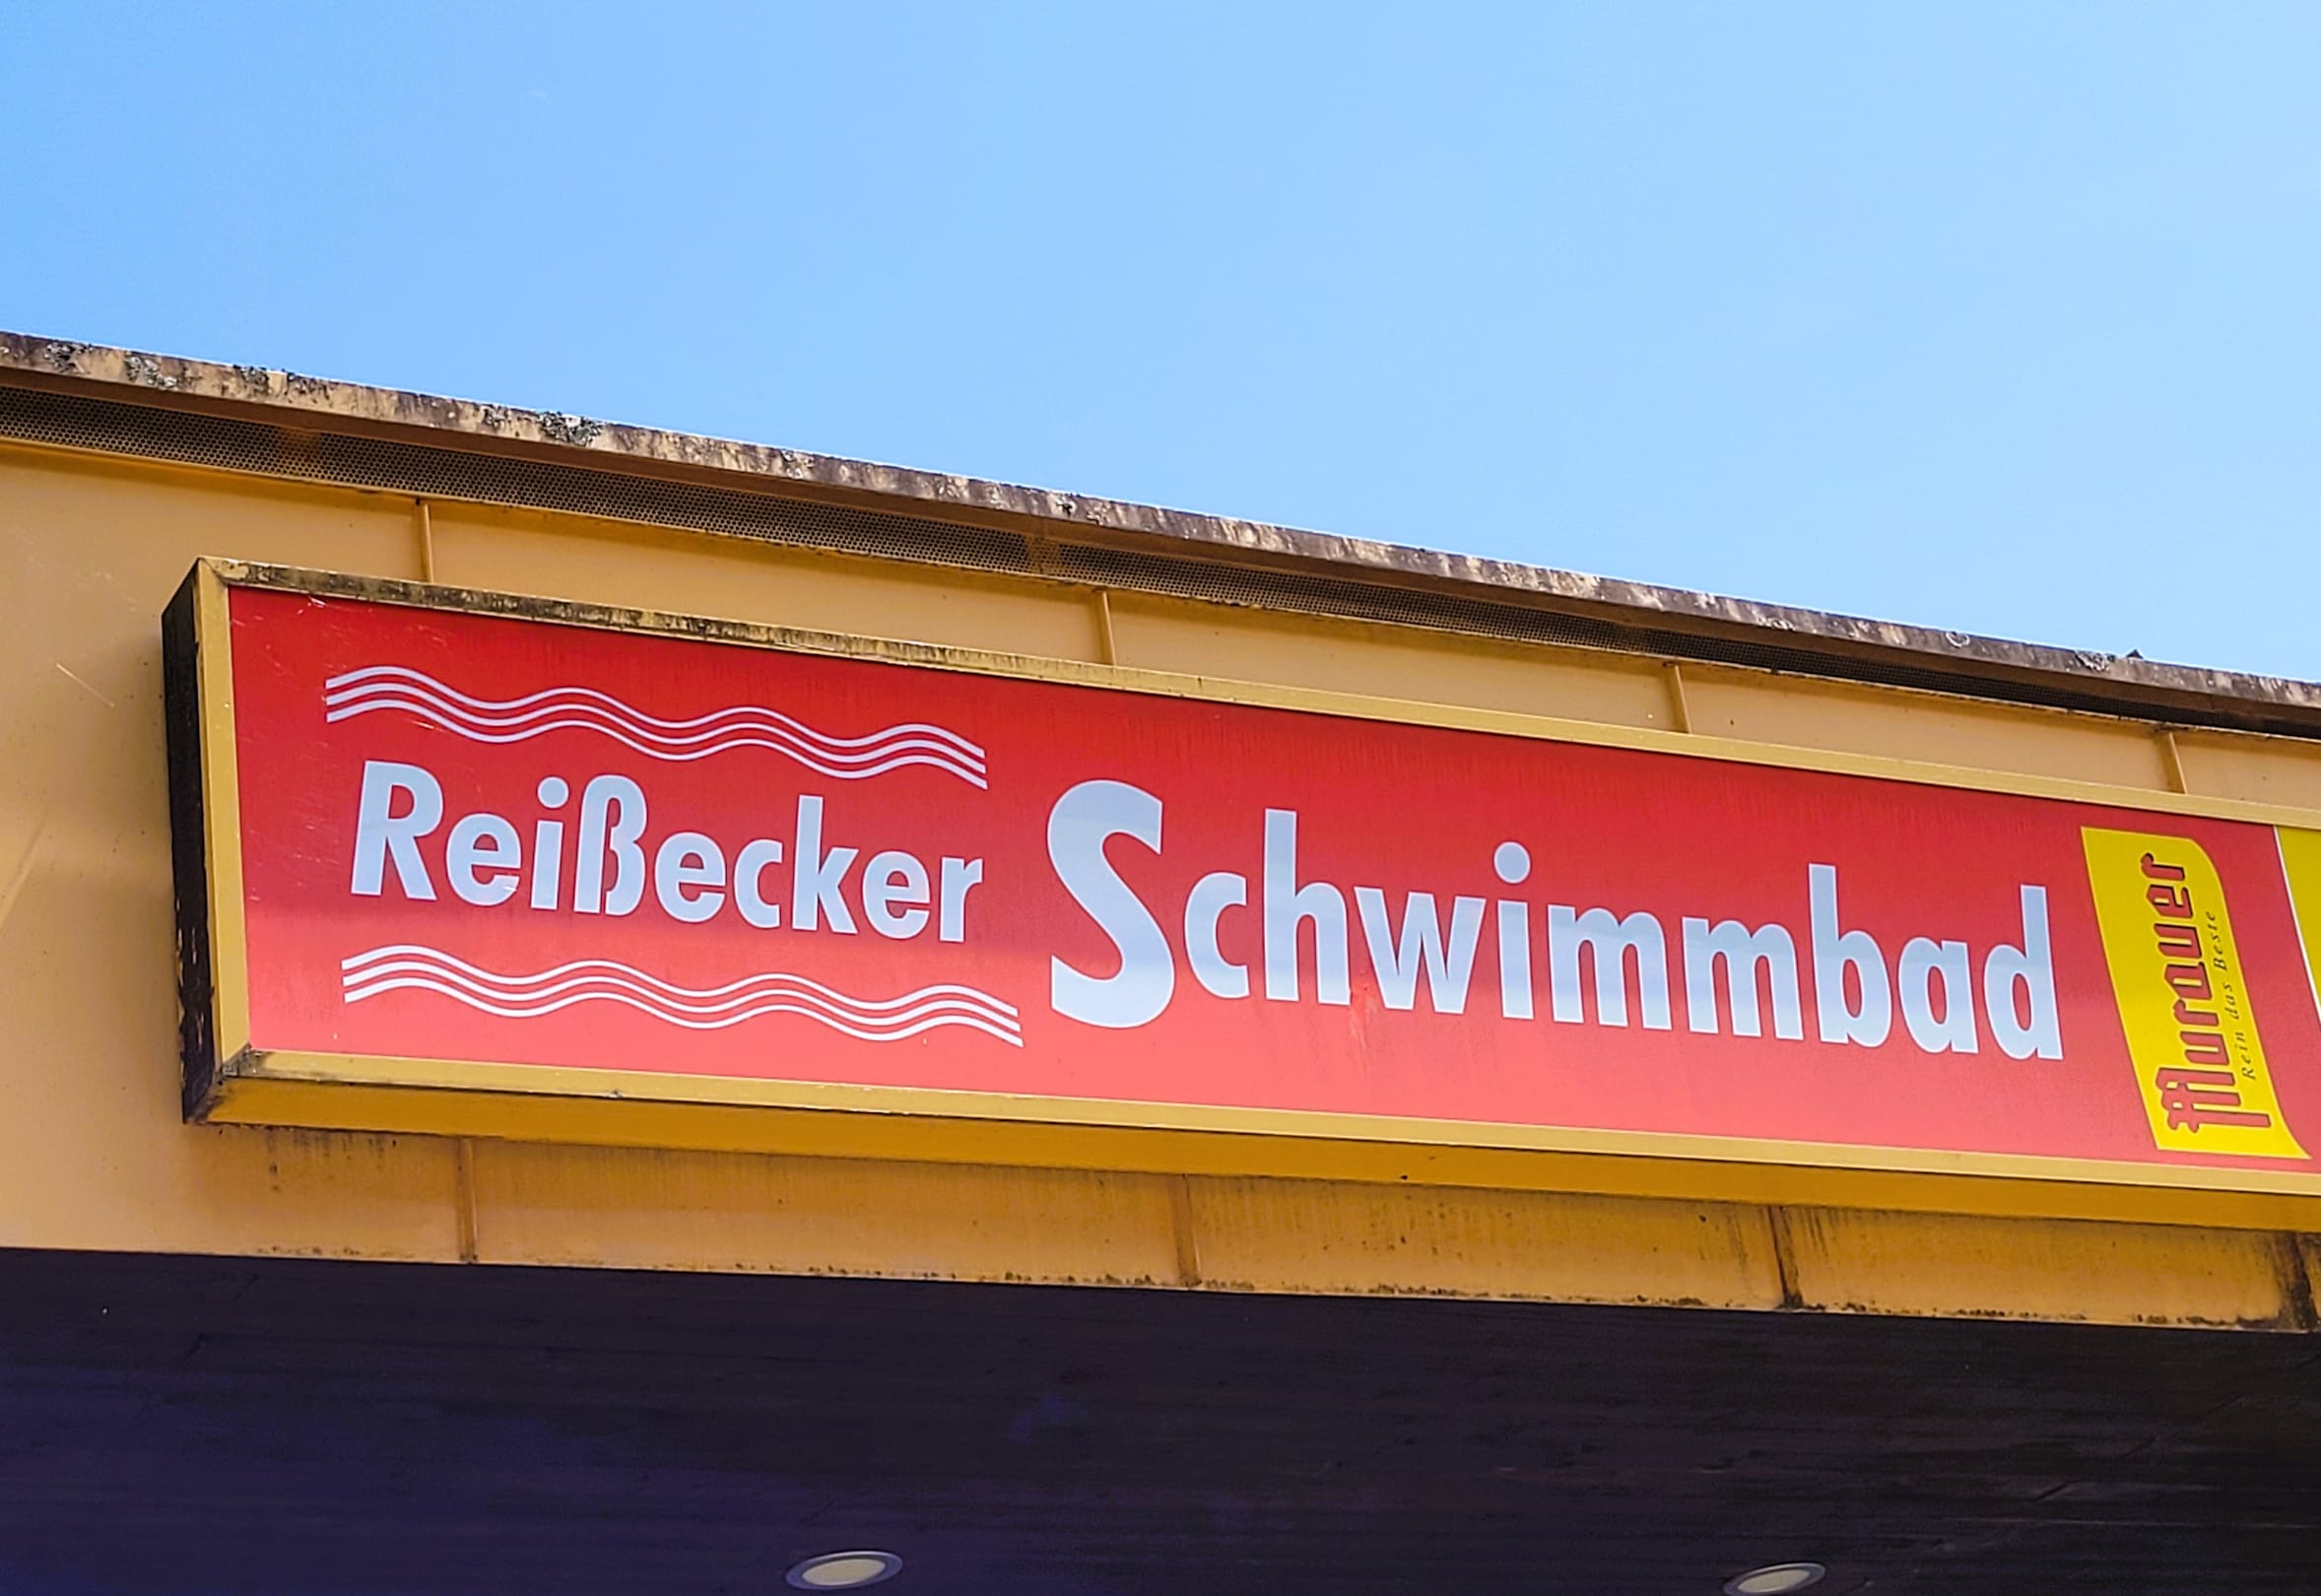 Reißecker Schwimmbad
Murauer
Rein das Beste